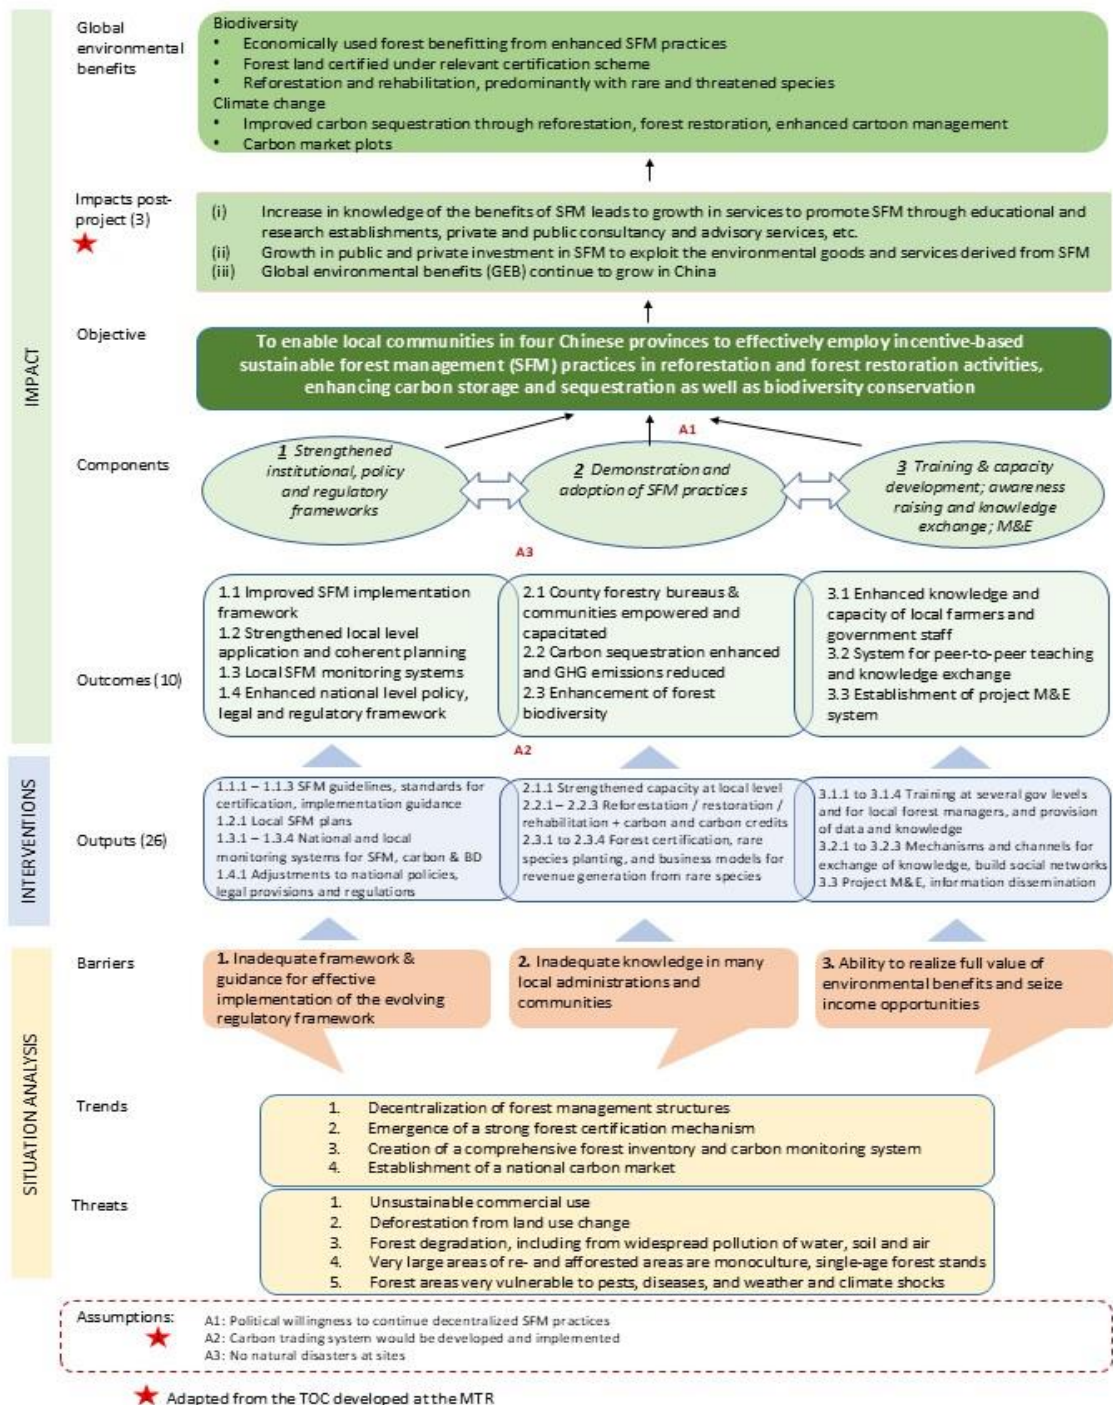 Global
environmental
benefits
Biodiversity
• Economically used forest benefitting from enhanced SFM practices
• Forest land certified under relevant certification scheme
• Reforestation and rehabilitation, predominantly with rare and threatened species
Climate change
• Improved carbon sequestration through reforestation, forest restoration, enhanced cartoon management
• Carbon market plots
Impacts post-
project (3)
(i) Increase in knowledge of the benefits of SFM leads to growth in services to promote SFM through educational and
research establishments, private and public consultancy and advisory services, etc.
(ii) Growth in public and private investment in SFM to exploit the environmental goods and services derived from SFM
(iii) Global environmental benefits (GEB) continue to grow in China
IMPACT
Objective
To enable local communities in four Chinese provinces to effectively employ incentive-based
sustainable forest management (SFM) practices in reforestation and forest restoration activities,
enhancing carbon storage and sequestration as well as biodiversity conservation
A1
Components
1 Strengthened
institutional, policy
and regulatory
frameworks
2 Demonstration and
adoption of SFM practices
3 Training & capacity
development; awareness
raising and knowledge
exchange; M&E
A3
Outcomes (10)
1.1 Improved SFM implementation
framework
1.2 Strengthened local level
application and coherent planning
1.3 Local SFM monitoring systems
1.4 Enhanced national level policy,
legal and regulatory framework
2.1 County forestry bureaus &
communities empowered and
capacitated
2.2 Carbon sequestration enhanced
and GHG emissions reduced
2.3 Enhancement of forest
biodiversity
3.1 Enhanced knowledge and
capacity of local farmers and
government staff
3.2 System for peer-to-peer teaching
and knowledge exchange
3.3 Establishment of project M&E
system
A2
INTERVENTIONS
Outputs (26)
1.1.1 – 1.1.3 SFM guidelines, standards for
certification, implementation guidance
1.2.1 Local SFM plans
1.3.1 – 1.3.4 National and local
monitoring systems for SFM, carbon & BD
1.4.1 Adjustments to national policies,
legal provisions and regulations
2.1.1 Strengthened capacity at local level
2.2.1 – 2.2.3 Reforestation / restoration /
rehabilitation + carbon and carbon credits
2.3.1 to 2.3.4 Forest certification, rare
species planting, and business models for
revenue generation from rare species
3.1.1 to 3.1.4 Training at several gov levels
and for local forest managers, and provision
of data and knowledge
3.2.1 to 3.2.3 Mechanisms and channels for
exchange of knowledge, build social networks
3.3 Project M&E, information dissemination
SITUATION ANALYSIS
Barriers
1. Inadequate framework &
guidance for effective
implementation of the evolving
regulatory framework
2. Inadequate knowledge in many
local administrations and
communities
3. Ability to realize full value of
environmental benefits and seize
income opportunities
Trends
1. Decentralization of forest management structures
2. Emergence of a strong forest certification mechanism
3. Creation of a comprehensive forest inventory and carbon monitoring system
4. Establishment of a national carbon market
Threats
1. Unsustainable commercial use
2. Deforestation from land use change
3. Forest degradation, including from widespread pollution of water, soil and air
4. Very large areas of re- and afforested areas are monoculture, single-age forest stands
5. Forest areas very vulnerable to pests, diseases, and weather and climate shocks
Assumptions:
A1: Political willingness to continue decentralized SFM practices
A2: Carbon trading system would be developed and implemented
A3: No natural disasters at sites
Adapted from the TOC developed at the MTR